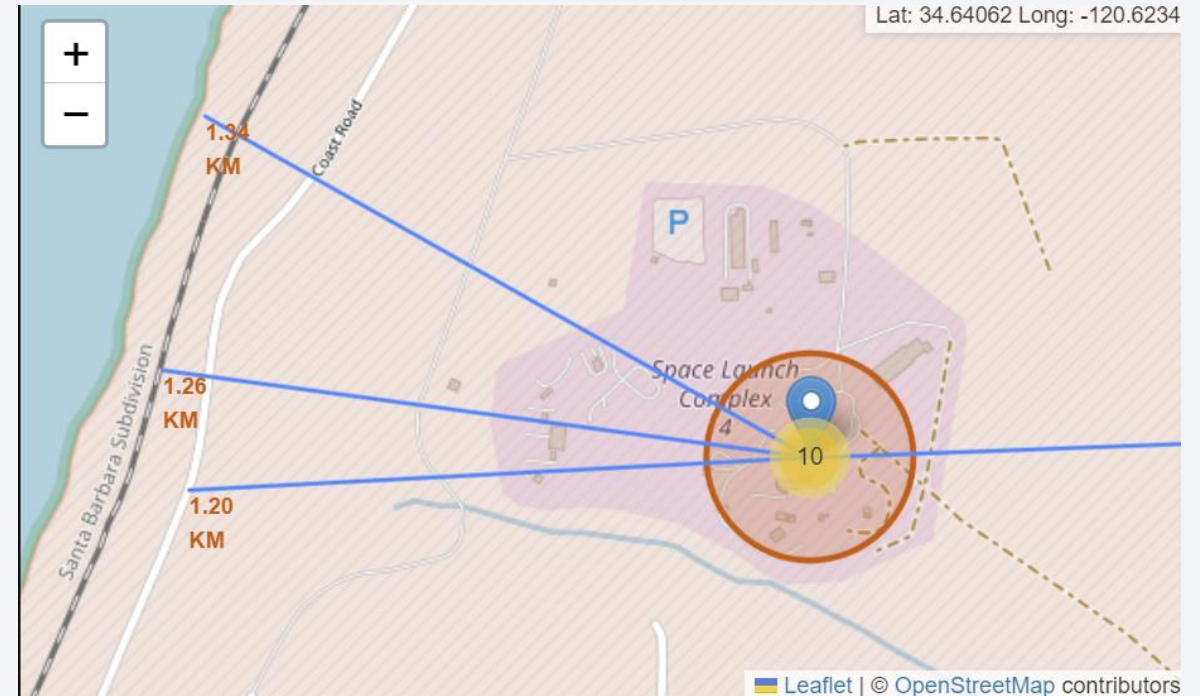 +
Lat: 34.64062 Long: -120.6234
−
1.34
KM
Coast Road
P
Space Launch
Complex
4
Santa Barbara Subdivision
1.26
KM
10
1.20
KM
Leaflet | © OpenStreetMap contributors